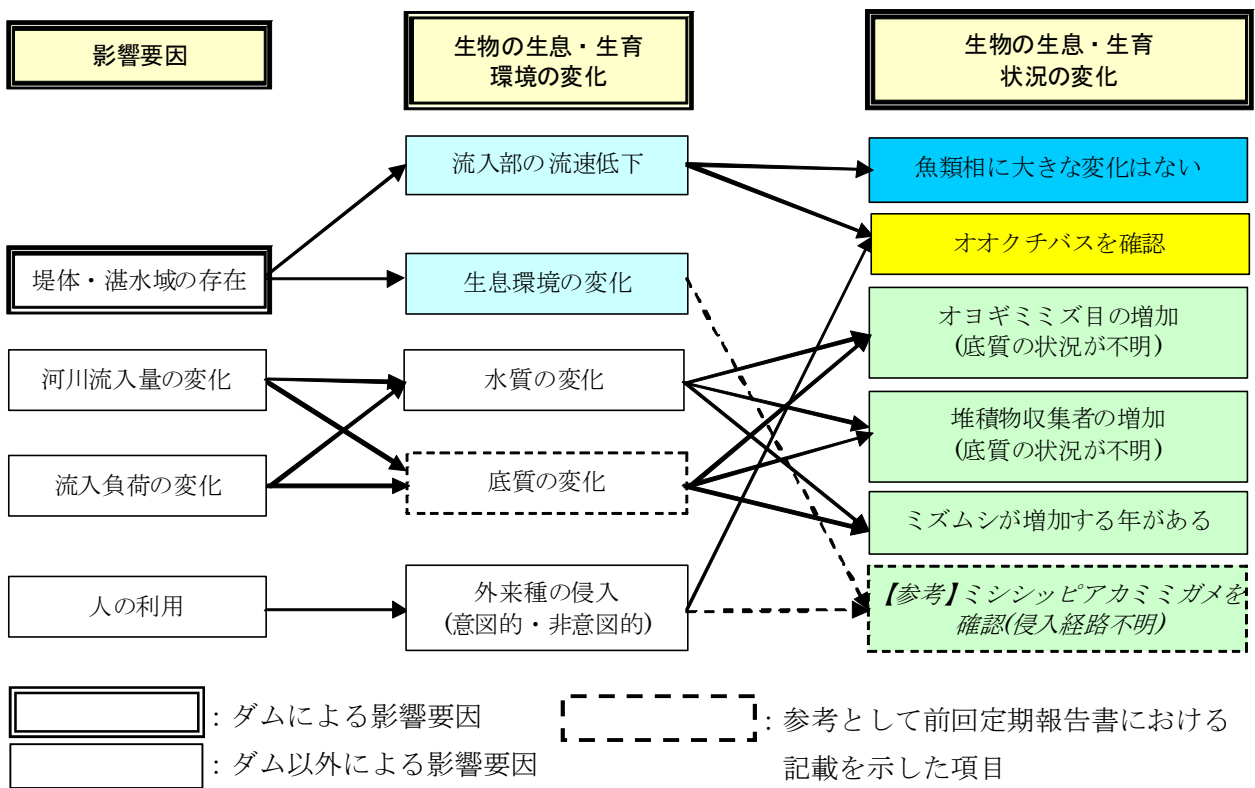 影響要因
生物の生息・生育
環境の変化
生物の生息・生育
状況の変化
流入部の流速低下
魚類相に大きな変化はない
オオクチバスを確認
堤体・湛水域の存在
生息環境の変化
オヨギミミズ目の増加
(底質の状況が不明)
河川流入量の変化
水質の変化
堆積物収集者の増加
(底質の状況が不明)
流入負荷の変化
底質の変化
ミズムシが増加する年がある
人の利用
外来種の侵入
(意図的・非意図的)
【参考】ミシシッピアカミミガメを
確認(侵入経路不明)
：ダムによる影響要因
：ダム以外による影響要因
：参考として前回定期報告書における
記載を示した項目